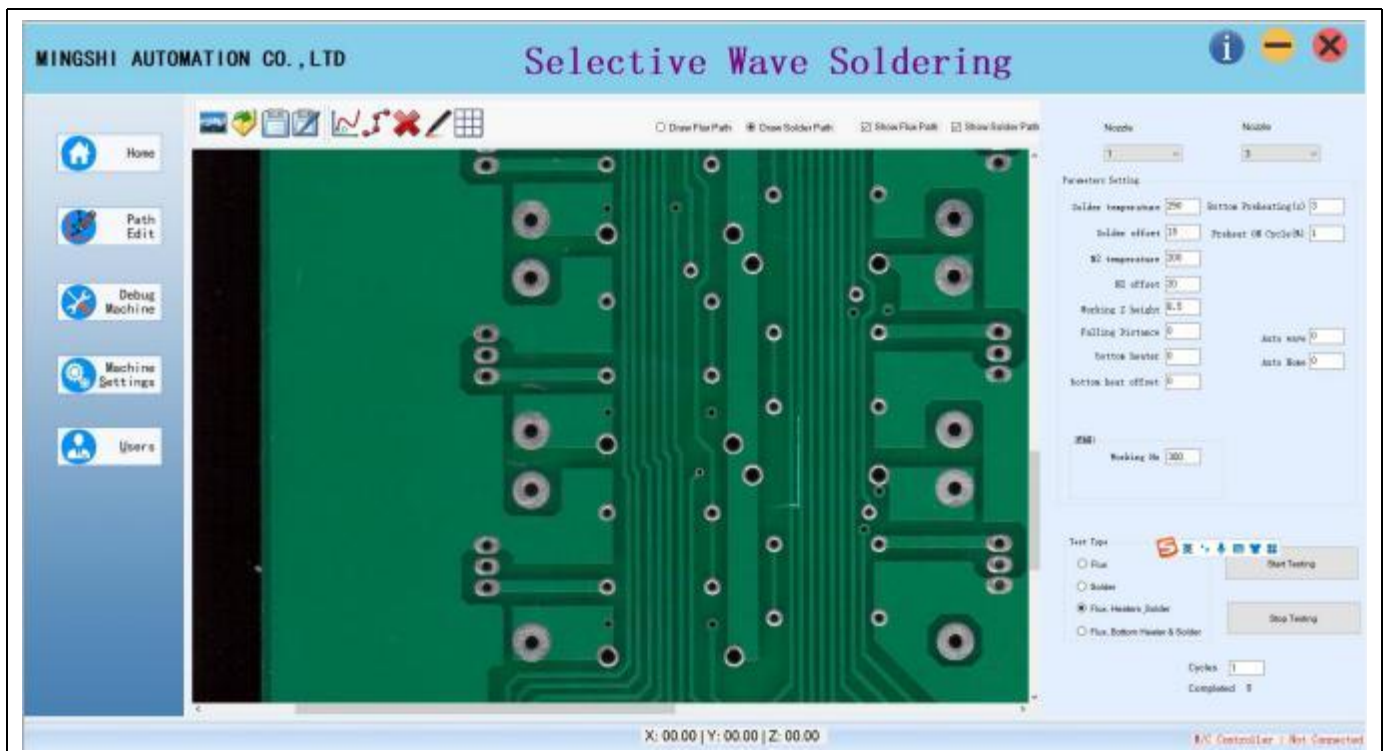 MINGSHI AUTOMATION CO.,LTD
Selective Wave Soldering
Home
Path
Edit
Debug
Machine
Machine
Settings
Users
Draw Flux Path
Draw Solder Path
Show Flux Path
Show Solder Path
Nozzle
Nozzle
1
3
Parameters Setting
Solder temperature 290
Bottom Preheating(s) 3
Solder offset
Preheat ON Cycle(N) 1
N2 temperature 300
N2 offset
Working Z height
Falling Distance 0
Auto wave 0
bottom heater 0
Auto Home 0
bottom heat offset 0
Working Hz 300
Test Type
英
Flux
Start Testing
Solder
Flux, Heaters ,Solder
Flux, Bottom Heater & Solder
Stop Testing
Cycles 1
Completed
X: 00.00 | Y: 00.00 | Z: 00.00
M/C Controller : Not Connected